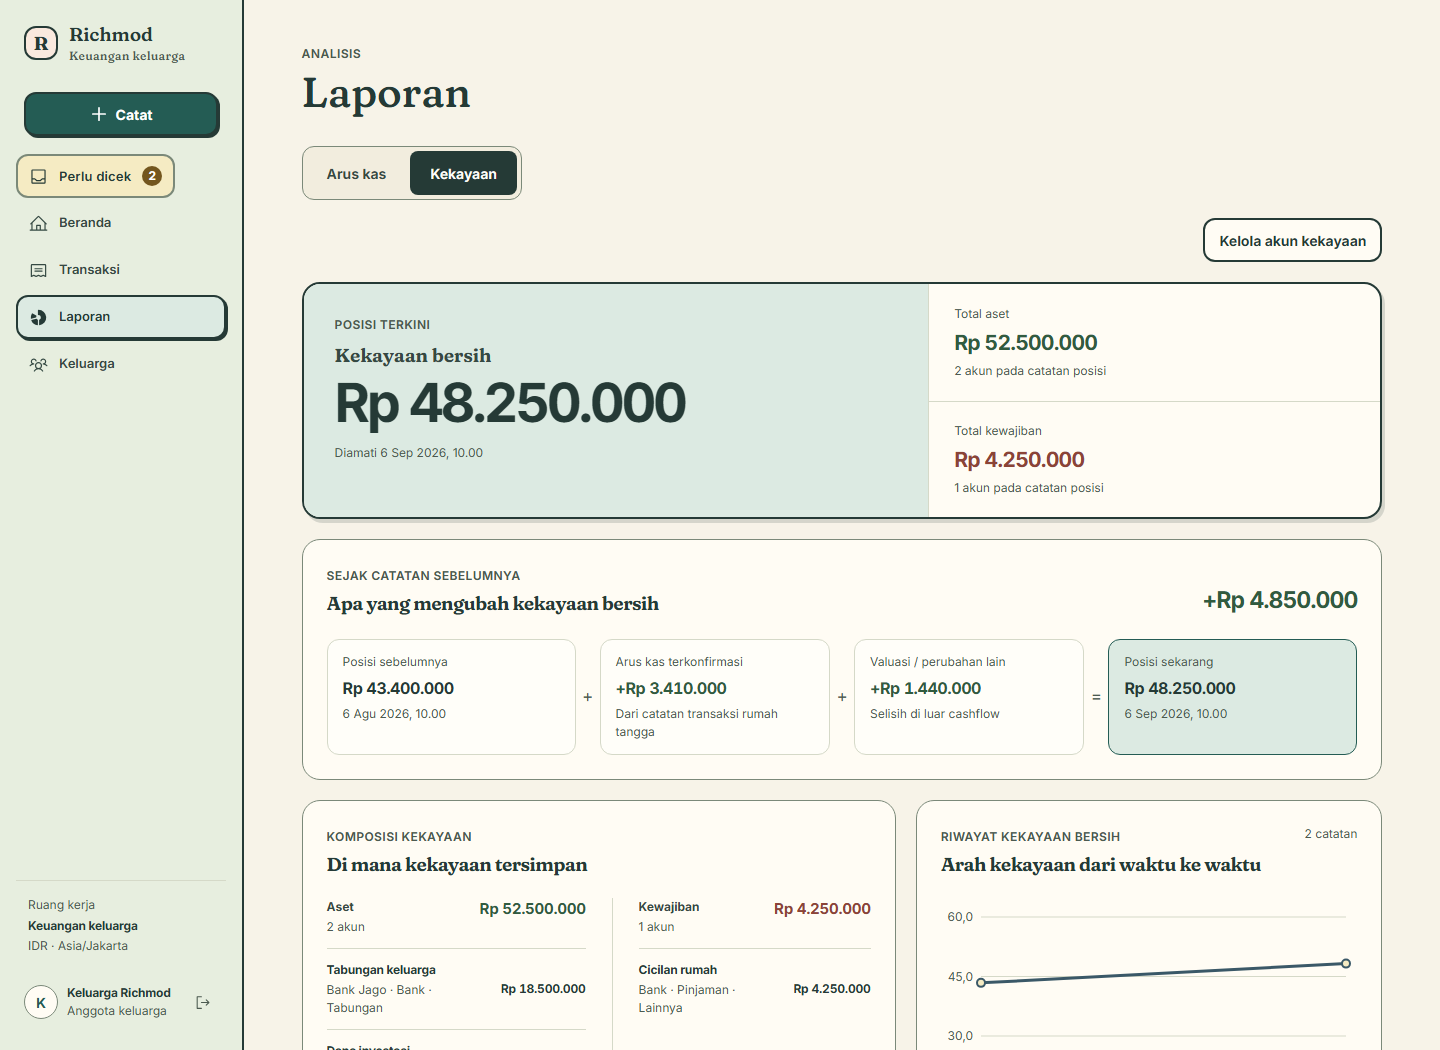 R
Richmod
Keuangan keluarga
Catat
Perlu dicek 2
Beranda
Transaksi
Laporan
Keluarga
Ruang kerja
Keuangan keluarga
IDR · Asia/Jakarta
K
Keluarga Richmod
Anggota keluarga
ANALISIS
Laporan
Arus kas
Kekayaan
Kelola akun kekayaan
POSISI TERKINI
Kekayaan bersih
Rp 48.250.000
Diamati 6 Sep 2026, 10.00
Total aset
Rp 52.500.000
2 akun pada catatan posisi
Total kewajiban
Rp 4.250.000
1 akun pada catatan posisi
SEJAK CATATAN SEBELUMNYA
Apa yang mengubah kekayaan bersih
+Rp 4.850.000
Posisi sebelumnya
Rp 43.400.000
6 Agu 2026, 10.00
+
Arus kas terkonfirmasi
+Rp 3.410.000
Dari catatan transaksi rumah
tangga
+
Valuasi / perubahan lain
+Rp 1.440.000
Selisih di luar cashflow
=
Posisi sekarang
Rp 48.250.000
6 Sep 2026, 10.00
KOMPOSISI KEKAYAAN
Di mana kekayaan tersimpan
Aset
2 akun
Rp 52.500.000
Tabungan keluarga
Bank Jago · Bank ·
Tabungan
Rp 18.500.000
Dana investasi
Kewajiban
1 akun
Rp 4.250.000
Cicilan rumah
Bank · Pinjaman ·
Lainnya
Rp 4.250.000
RIWAYAT KEKAYAAN BERSIH
2 catatan
Arah kekayaan dari waktu ke waktu
60,0
45,0
30,0